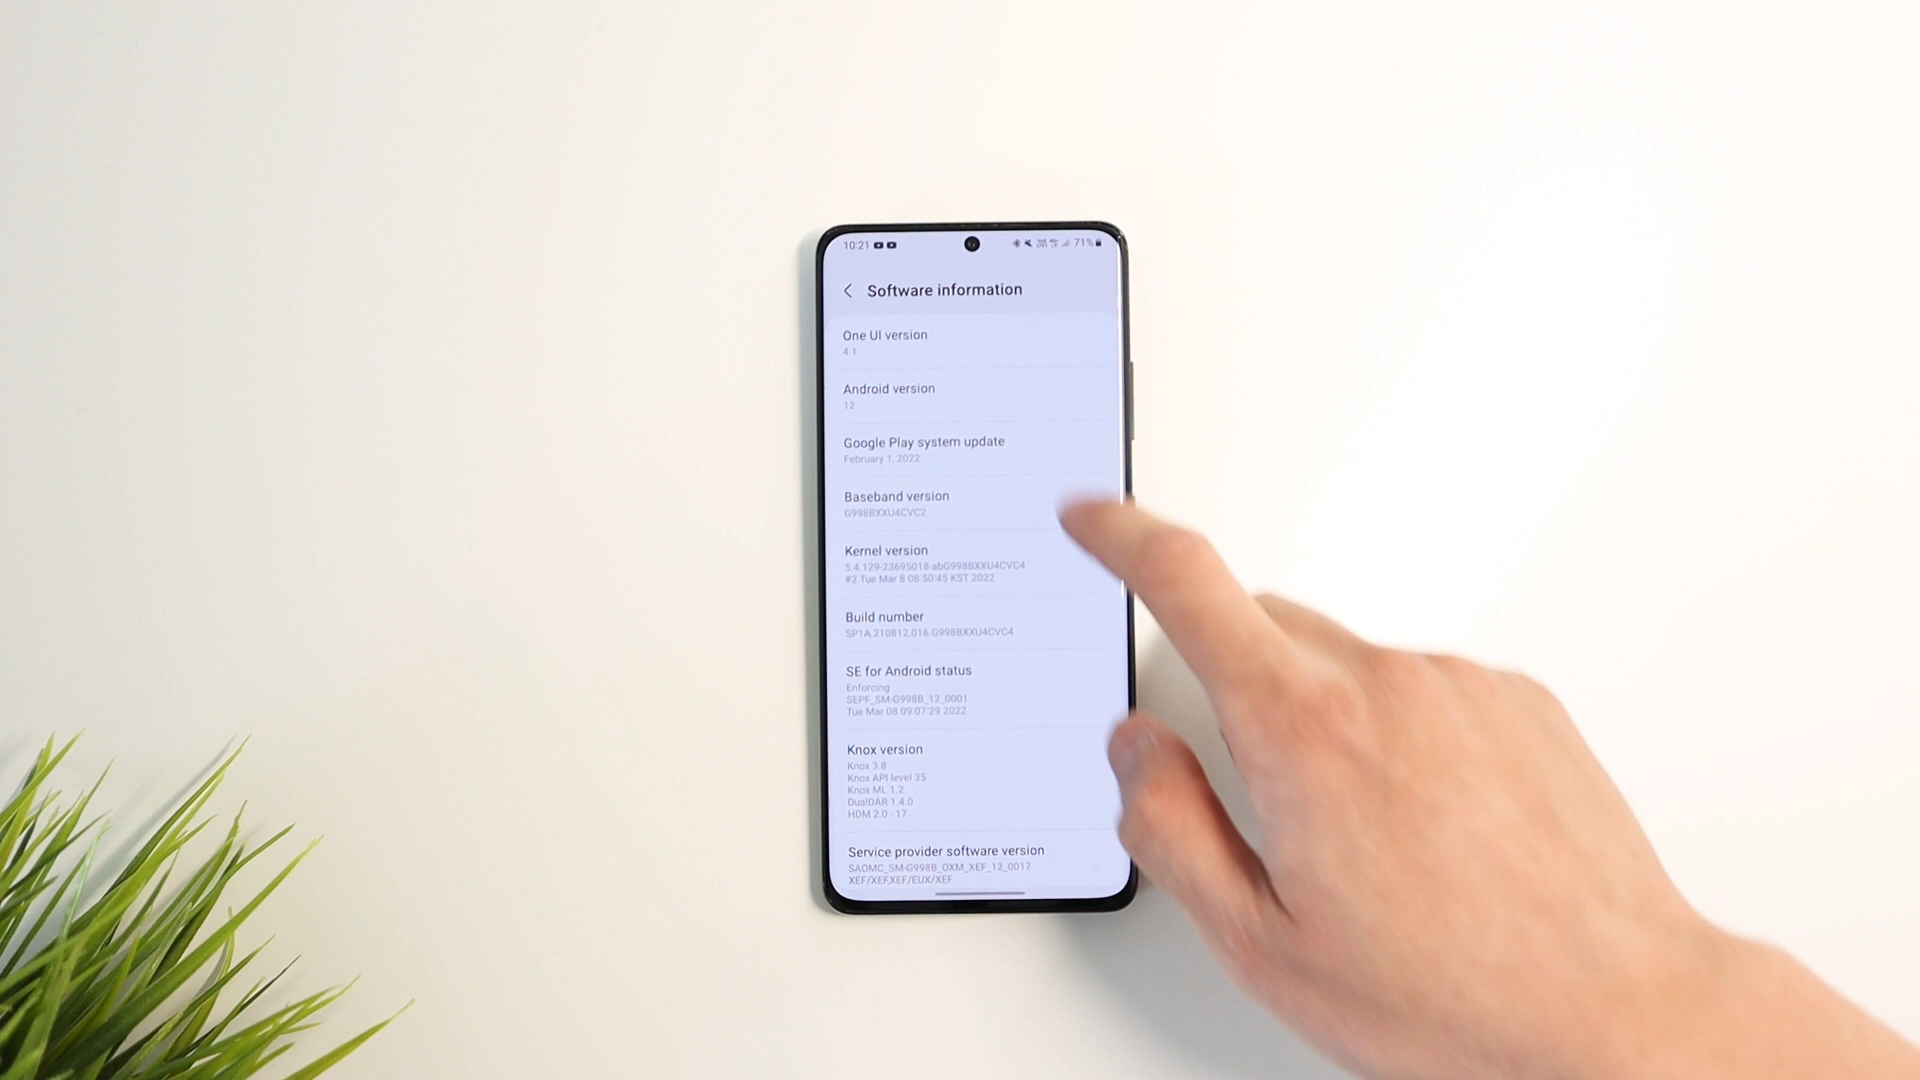 10:21 71%
Software information
One UI version
4.1
Android version
12
Google Play system update
February 1, 2022
Baseband version
G998BXXU4CVC2
Kernel version
5.4.129-23695018-abG998BXXU4CVC4
#2 Tue Mar 8 08:50:45 KST 2022
Build number
SP1A.210812.016.G998BXXU4CVC4
SE for Android status
Enforcing
SEPF_SM-G998B_12_0001
Tue Mar 08 09:07:29 2022
Knox version
Knox 3.8
Knox API level 35
Knox ML 1.2
DualDAR 1.4.0
HDM 2.0 - 17
Service provider software version
SAOMC_SM-G998B_OXM_XEF_12_0017
XEF/XEF,XEF/EUX/XEF